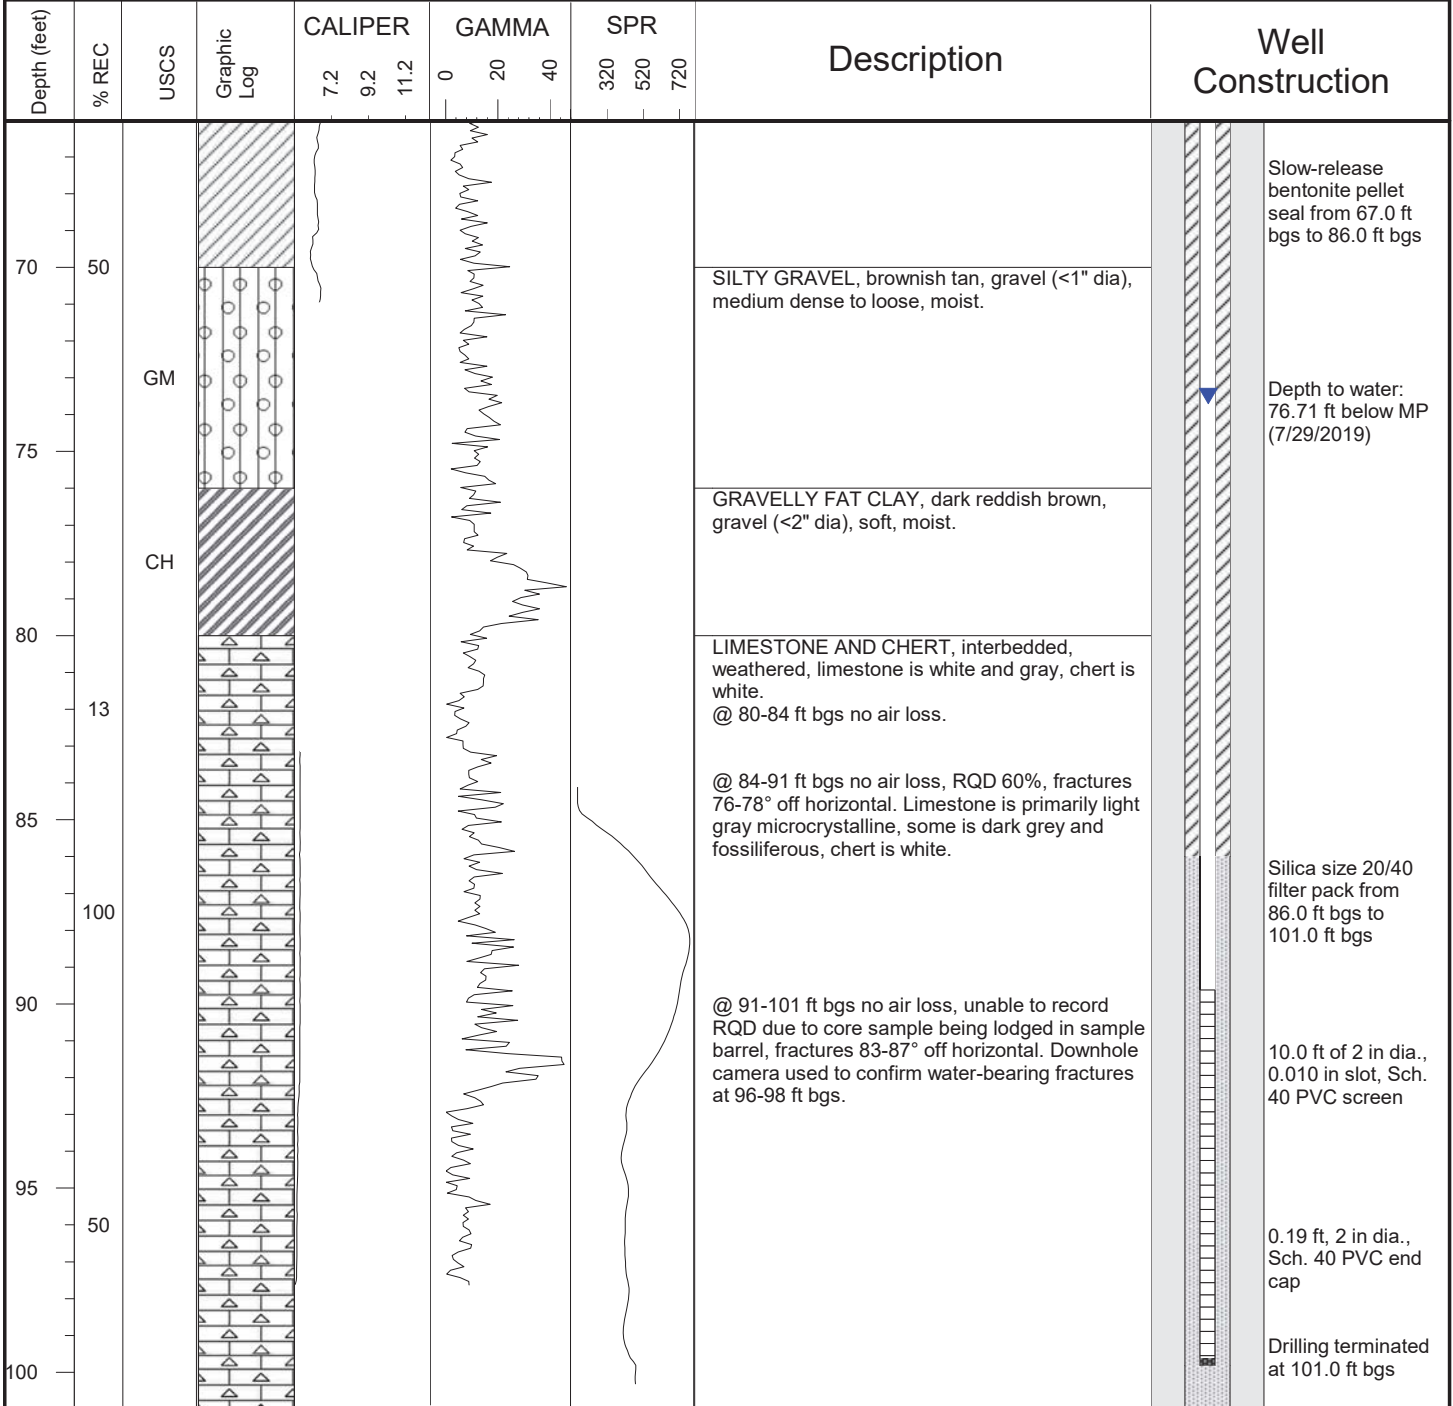 Depth (feet)
% REC
USCS
Graphic
Log
CALIPER
7.2
9.2
11.2
GAMMA
0
20
40
SPR
320
520
720
Description
Well
Construction
Slow-release
bentonite pellet
seal from 67.0 ft
bgs to 86.0 ft bgs
70
50
SILTY GRAVEL, brownish tan, gravel (<1" dia),
medium dense to loose, moist.
GM
Depth to water:
76.71 ft below MP
(7/29/2019)
75
GRAVELLY FAT CLAY, dark reddish brown,
gravel (<2" dia), soft, moist.
CH
80
LIMESTONE AND CHERT, interbedded,
weathered, limestone is white and gray, chert is
white.
@ 80-84 ft bgs no air loss.
13
@ 84-91 ft bgs no air loss, RQD 60%, fractures
76-78° off horizontal. Limestone is primarily light
gray microcrystalline, some is dark grey and
fossiliferous, chert is white.
85
Silica size 20/40
filter pack from
86.0 ft bgs to
101.0 ft bgs
100
90
@ 91-101 ft bgs no air loss, unable to record
RQD due to core sample being lodged in sample
barrel, fractures 83-87° off horizontal. Downhole
camera used to confirm water-bearing fractures
at 96-98 ft bgs.
10.0 ft of 2 in dia.,
0.010 in slot, Sch.
40 PVC screen
95
50
0.19 ft, 2 in dia.,
Sch. 40 PVC end
cap
Drilling terminated
at 101.0 ft bgs
100